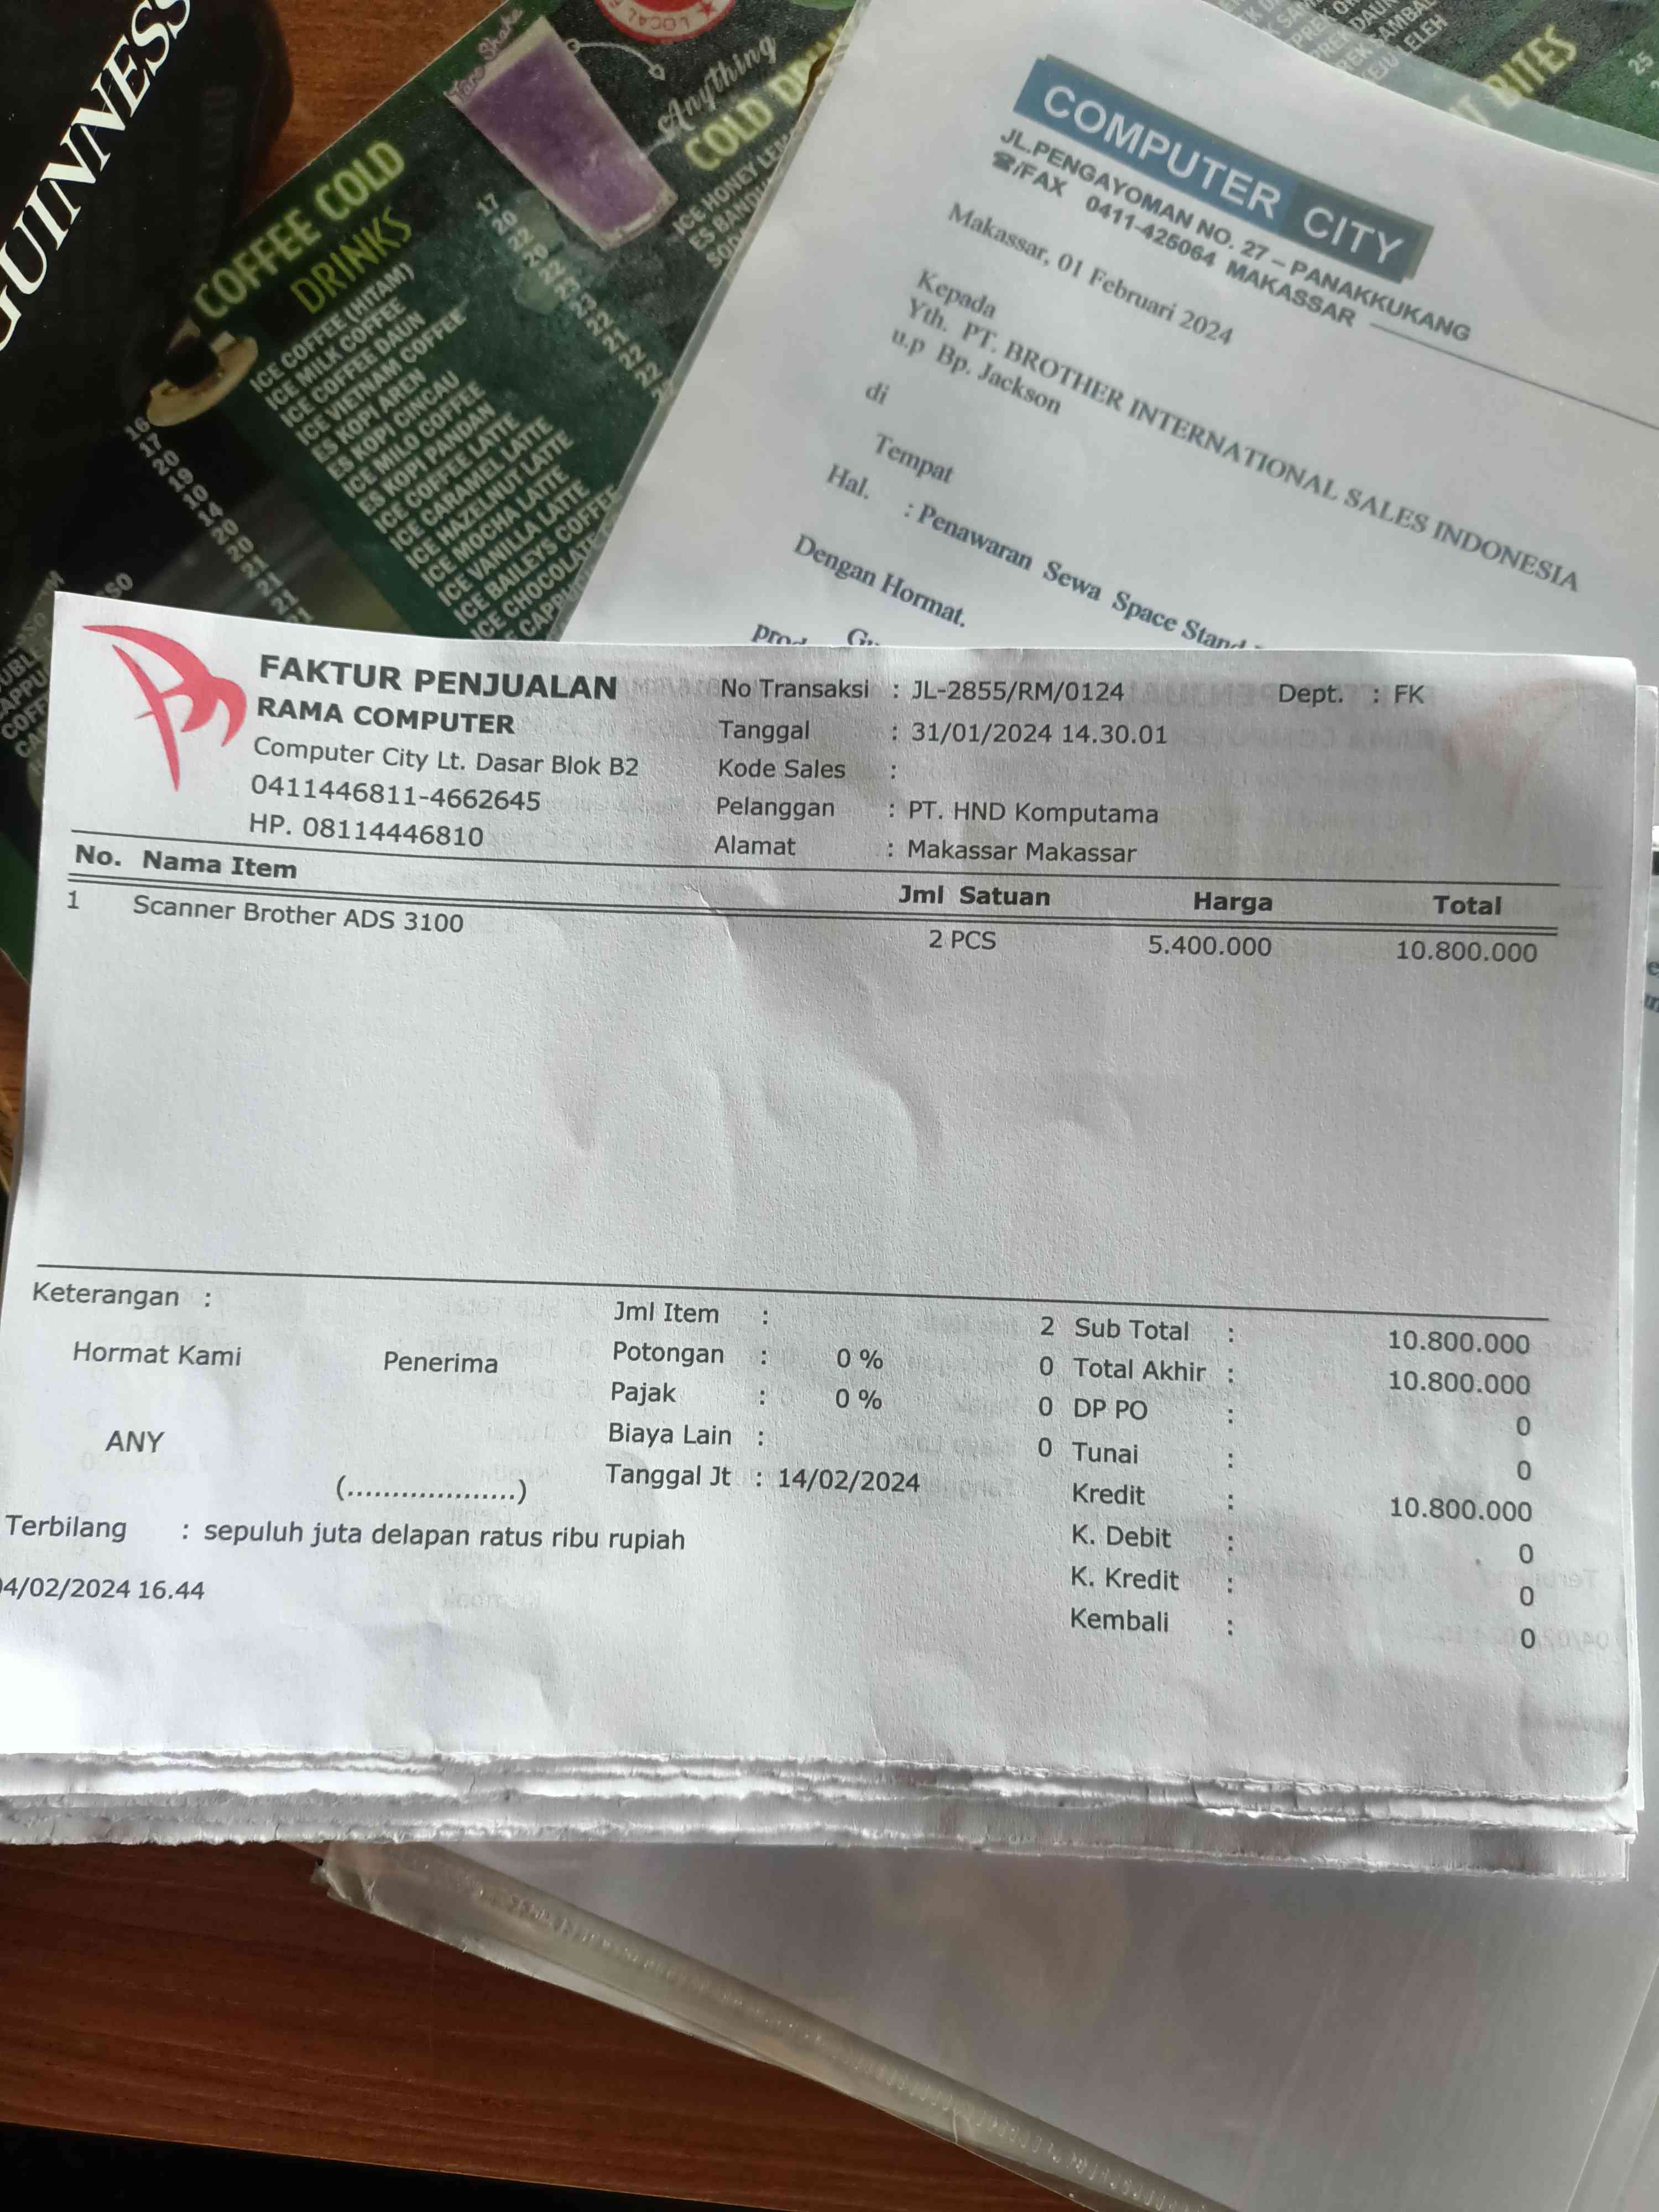 GUINNESS
COFFEE COLD
DRINKS
ICE COFFEE (HITAM)
ICE MILK COFFEE
ICE COFFEE DAUN
ICE VIETNAM COFFEE
ES KOPI AREN
ES KOPI CINCAU
ICE MILO COFFEE
ES KOPI PANDAN
ICE COFFEE LATTE
ICE CARAMEL LATTE
ICE HAZELNUT LATTE
ICE MOCHA LATTE
ICE VANILLA LATTE
ICE BAILEYS COFFEE
ICE CHOCOLATE
Taro Shake
LOCAL
Anything
COLD
ICE HONEY
BITES
25
COMPUTER CITY
JL.PENGAYOMAN NO. 27 – PANAKKUKANG
☎/FAX 0411-425064 MAKASSAR
Makassar, 01 Februari 2024
Kepada
Yth. PT. BROTHER INTERNATIONAL SALES INDONESIA
u.p Bp. Jackson
di
Tempat
Hal. : Penawaran Sewa Space Stand
Dengan Hormat.
FAKTUR PENJUALAN
RAMA COMPUTER
Computer City Lt. Dasar Blok B2
0411446811-4662645
HP. 08114446810
No Transaksi : JL-2855/RM/0124 Dept. : FK
Tanggal : 31/01/2024 14.30.01
Kode Sales :
Pelanggan : PT. HND Komputama
Alamat : Makassar Makassar
No. Nama Item Jml Satuan Harga Total
1 Scanner Brother ADS 3100 2 PCS 5.400.000 10.800.000
Keterangan :
Hormat Kami Penerima
ANY
(....................)
Jml Item : 2 Sub Total : 10.800.000
Potongan : 0 % 0 Total Akhir : 10.800.000
Pajak : 0 % 0 DP PO : 0
Biaya Lain : 0 Tunai : 0
Tanggal Jt : 14/02/2024 Kredit : 10.800.000
K. Debit : 0
K. Kredit : 0
Kembali : 0
Terbilang : sepuluh juta delapan ratus ribu rupiah
4/02/2024 16.44